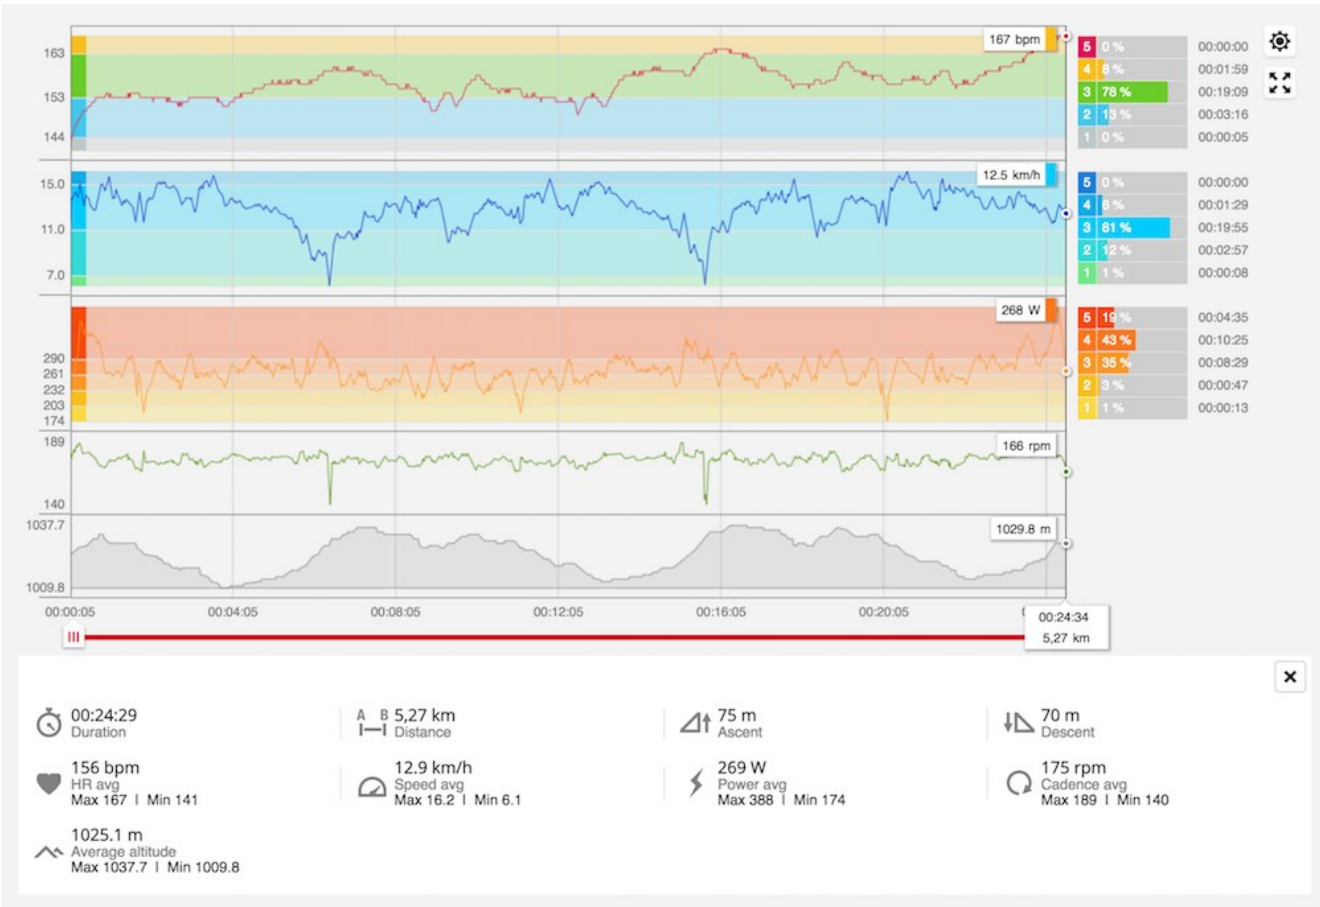 163
153
144
167 bpm
5 0 % 00:00:00
4 8 % 00:01:59
3 78 % 00:19:09
2 13 % 00:03:16
1 0 % 00:00:05
15.0
11.0
7.0
12.5 km/h
5 0 % 00:00:00
4 6 % 00:01:29
3 81 % 00:19:55
2 12 % 00:02:57
1 1 % 00:00:08
290
261
232
203
174
268 W
5 19 % 00:04:35
4 43 % 00:10:25
3 35 % 00:08:29
2 3 % 00:00:47
1 1 % 00:00:13
189
140
166 rpm
1037.7
1009.8
1029.8 m
00:00:05 00:04:05 00:08:05 00:12:05 00:16:05 00:20:05
00:24:34
5,27 km
00:24:29
Duration
A B
5,27 km
Distance
75 m
Ascent
70 m
Descent
156 bpm
HR avg
Max 167 | Min 141
12.9 km/h
Speed avg
Max 16.2 | Min 6.1
269 W
Power avg
Max 388 | Min 174
175 rpm
Cadence avg
Max 189 | Min 140
1025.1 m
Average altitude
Max 1037.7 | Min 1009.8